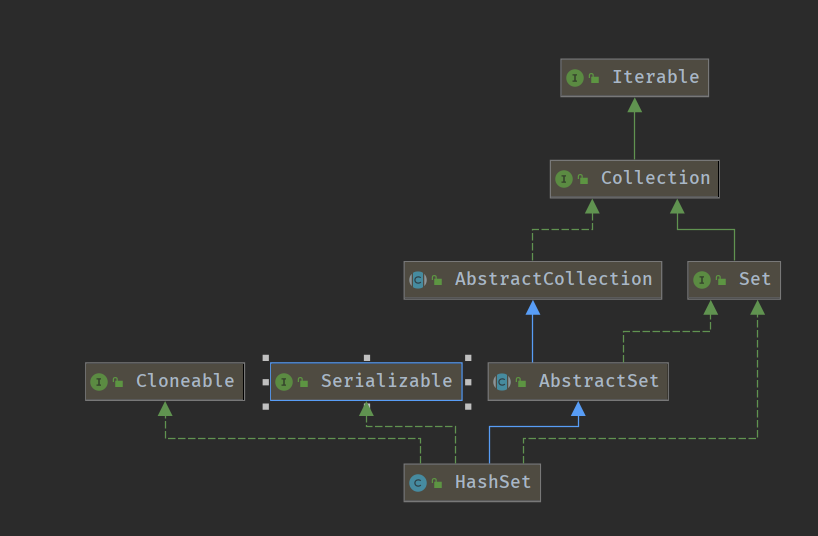 I Iterable
I Collection
C AbstractCollection
I Set
I Cloneable
I Serializable
C AbstractSet
C HashSet